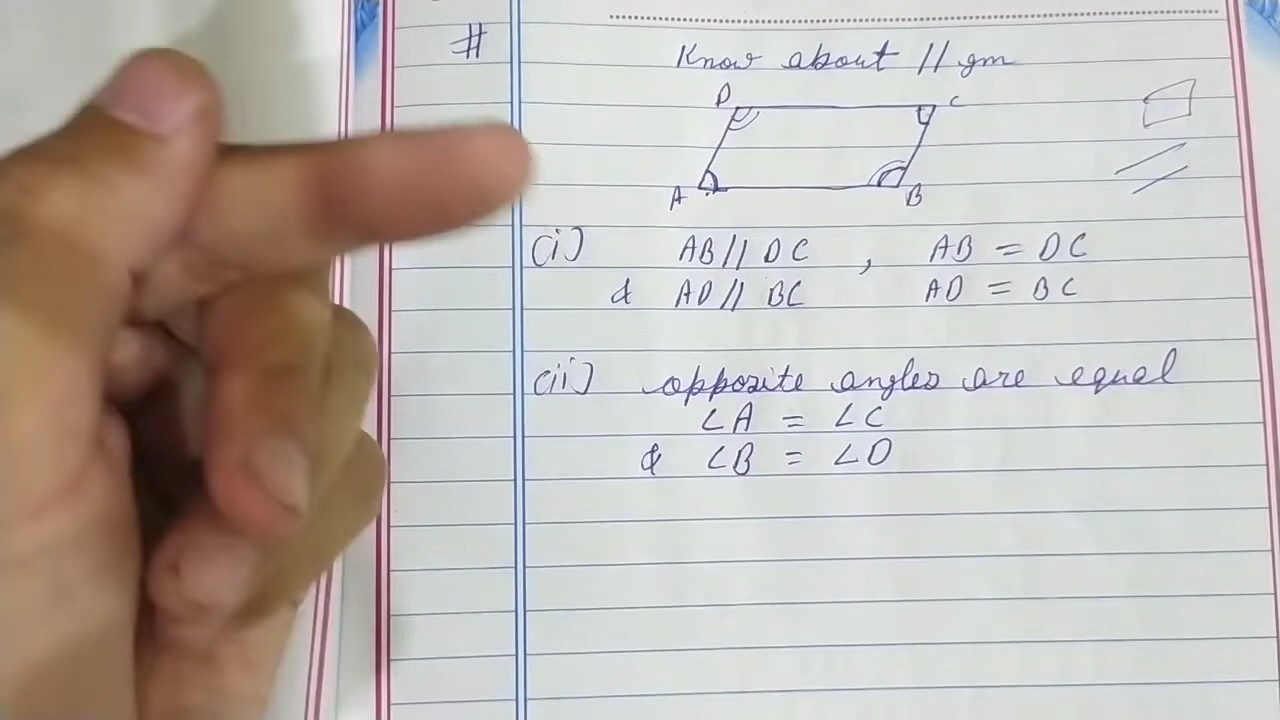 #
Know about // gm
D C
A B
(i) AB // DC , AB = DC
& AD // BC AD = BC
(ii) opposite angles are equal
∠A = ∠C
& ∠B = ∠D